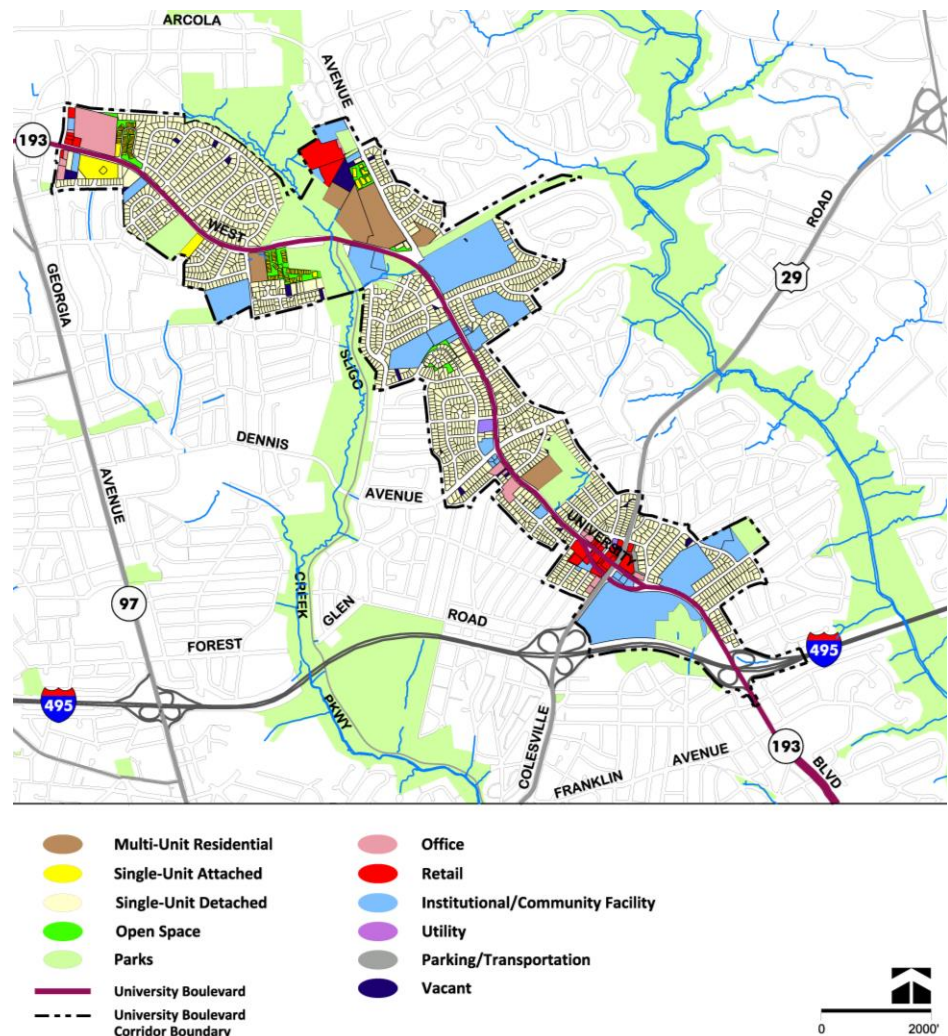 ARCOLA
AVENUE
193
WEST
ROAD
29
GEORGIA
SLIGO
DENNIS
AVENUE
AVENUE
UNIVERSITY
97
CREEK
GLEN
ROAD
FOREST
495
495
PKWY
COLESVILLE
FRANKLIN AVENUE
193
BLVD
Multi-Unit Residential
Single-Unit Attached
Single-Unit Detached
Open Space
Parks
University Boulevard
University Boulevard
Corridor Boundary
Office
Retail
Institutional/Community Facility
Utility
Parking/Transportation
Vacant
0 2000'